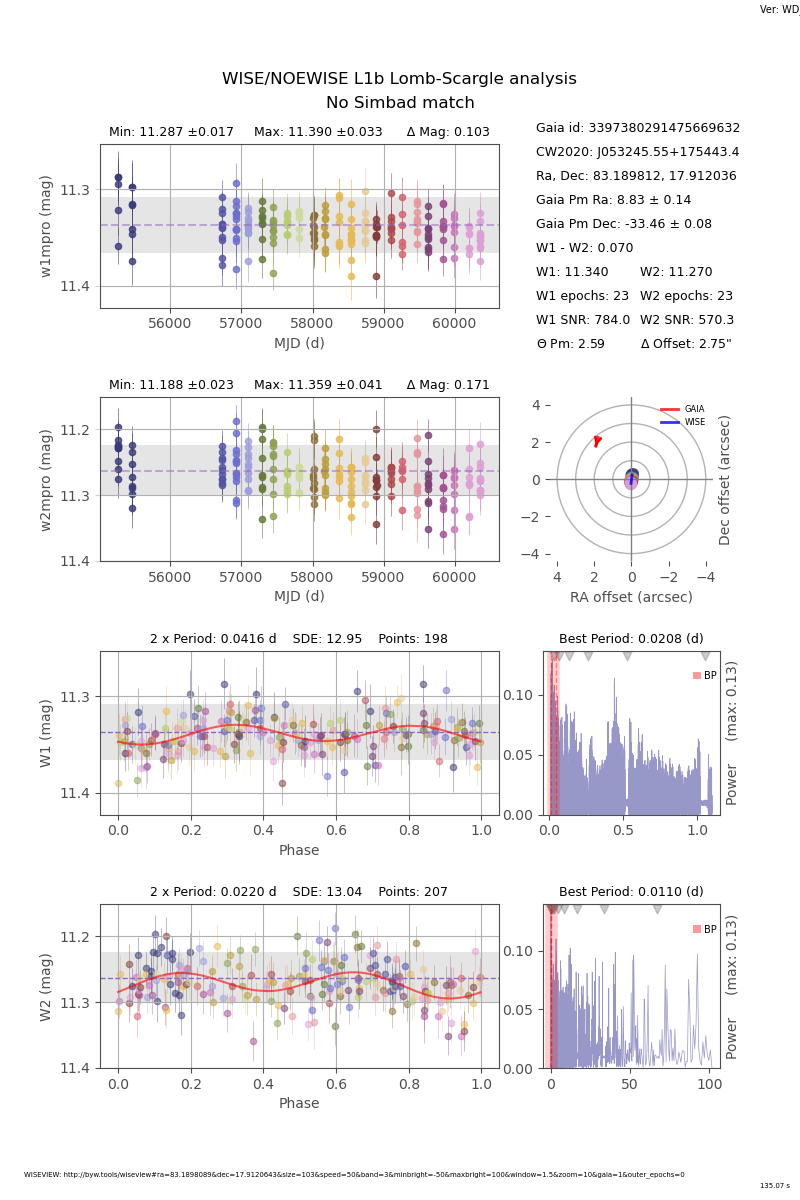 Ver: WD_
WISE/NOEWISE L1b Lomb-Scargle analysis
No Simbad match
Min: 11.287 ±0.017 Max: 11.390 ±0.033 Δ Mag: 0.103
11.3
11.4
w1mpro (mag)
56000 57000 58000 59000 60000
MJD (d)
Gaia id: 3397380291475669632
CW2020: J053245.55+175443.4
Ra, Dec: 83.189812, 17.912036
Gaia Pm Ra: 8.83 ± 0.14
Gaia Pm Dec: -33.46 ± 0.08
W1 - W2: 0.070
W1: 11.340 W2: 11.270
W1 epochs: 23 W2 epochs: 23
W1 SNR: 784.0 W2 SNR: 570.3
Θ Pm: 2.59 Δ Offset: 2.75"
Min: 11.188 ±0.023 Max: 11.359 ±0.041 Δ Mag: 0.171
11.2
11.3
11.4
w2mpro (mag)
56000 57000 58000 59000 60000
MJD (d)
GAIA
WISE
4
2
0
−2
−4
4 2 0 −2 −4
RA offset (arcsec)
Dec offset (arcsec)
2 x Period: 0.0416 d SDE: 12.95 Points: 198
11.3
11.4
W1 (mag)
0.0 0.2 0.4 0.6 0.8 1.0
Phase
Best Period: 0.0208 (d)
BP
0.10
0.05
0.00
0.0 0.5 1.0
Power (max: 0.13)
2 x Period: 0.0220 d SDE: 13.04 Points: 207
11.2
11.3
11.4
W2 (mag)
0.0 0.2 0.4 0.6 0.8 1.0
Phase
Best Period: 0.0110 (d)
BP
0.10
0.05
0.00
0 50 100
Power (max: 0.13)
WISEVIEW: http://byw.tools/wiseview#ra=83.1898089&dec=17.9120643&size=103&speed=50&band=3&minbright=-50&maxbright=100&window=1.5&zoom=10&gaia=1&outer_epochs=0
135.07 s